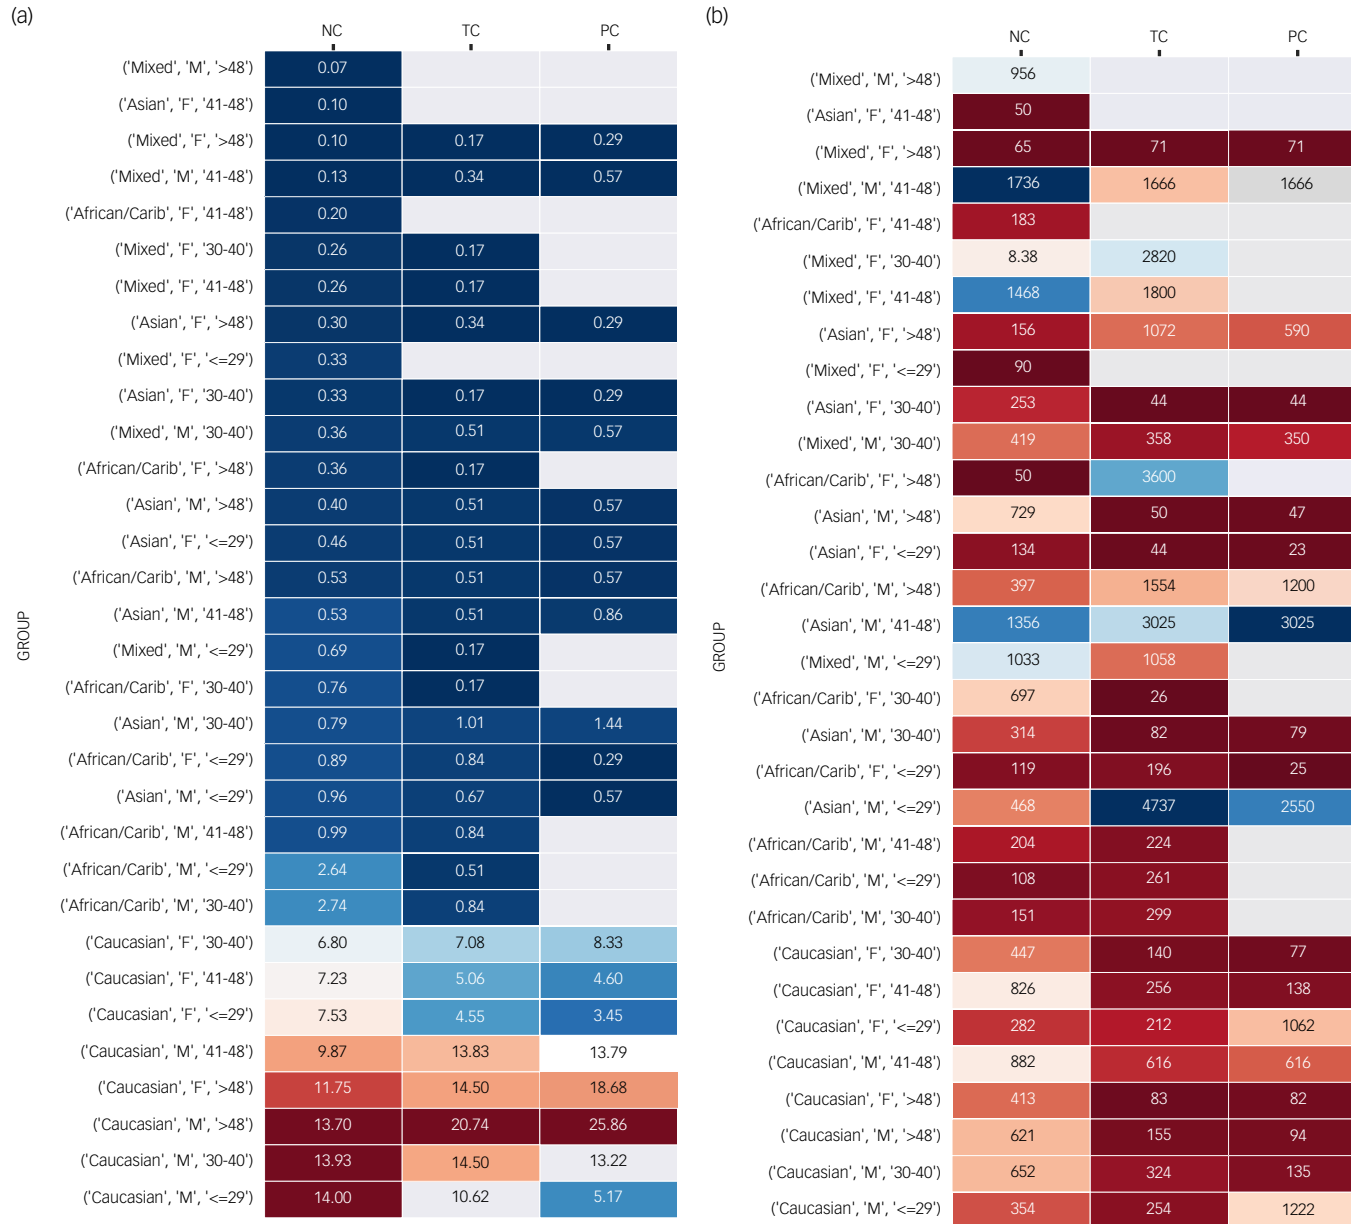 (a)
NC TC PC
('Mixed', 'M', '>48') 0.07
('Asian', 'F', '41-48') 0.10
('Mixed', 'F', '>48') 0.10 0.17 0.29
('Mixed', 'M', '41-48') 0.13 0.34 0.57
('African/Carib', 'F', '41-48') 0.20
('Mixed', 'F', '30-40') 0.26 0.17
('Mixed', 'F', '41-48') 0.26 0.17
('Asian', 'F', '>48') 0.30 0.34 0.29
('Mixed', 'F', '<=29') 0.33
('Asian', 'F', '30-40') 0.33 0.17 0.29
('Mixed', 'M', '30-40') 0.36 0.51 0.57
('African/Carib', 'F', '>48') 0.36 0.17
('Asian', 'M', '>48') 0.40 0.51 0.57
('Asian', 'F', '<=29') 0.46 0.51 0.57
('African/Carib', 'M', '>48') 0.53 0.51 0.57
('Asian', 'M', '41-48') 0.53 0.51 0.86
('Mixed', 'M', '<=29') 0.69 0.17
('African/Carib', 'F', '30-40') 0.76 0.17
('Asian', 'M', '30-40') 0.79 1.01 1.44
('African/Carib', 'F', '<=29') 0.89 0.84 0.29
('Asian', 'M', '<=29') 0.96 0.67 0.57
('African/Carib', 'M', '41-48') 0.99 0.84
('African/Carib', 'M', '<=29') 2.64 0.51
('African/Carib', 'M', '30-40') 2.74 0.84
('Caucasian', 'F', '30-40') 6.80 7.08 8.33
('Caucasian', 'F', '41-48') 7.23 5.06 4.60
('Caucasian', 'F', '<=29') 7.53 4.55 3.45
('Caucasian', 'M', '41-48') 9.87 13.83 13.79
('Caucasian', 'F', '>48') 11.75 14.50 18.68
('Caucasian', 'M', '>48') 13.70 20.74 25.86
('Caucasian', 'M', '30-40') 13.93 14.50 13.22
('Caucasian', 'M', '<=29') 14.00 10.62 5.17
GROUP
(b)
NC TC PC
('Mixed', 'M', '>48') 956
('Asian', 'F', '41-48') 50
('Mixed', 'F', '>48') 65 71 71
('Mixed', 'M', '41-48') 1736 1666 1666
('African/Carib', 'F', '41-48') 183
('Mixed', 'F', '30-40') 8.38 2820
('Mixed', 'F', '41-48') 1468 1800
('Asian', 'F', '>48') 156 1072 590
('Mixed', 'F', '<=29') 90
('Asian', 'F', '30-40') 253 44 44
('Mixed', 'M', '30-40') 419 358 350
('African/Carib', 'F', '>48') 50 3600
('Asian', 'M', '>48') 729 50 47
('Asian', 'F', '<=29') 134 44 23
('African/Carib', 'M', '>48') 397 1554 1200
('Asian', 'M', '41-48') 1356 3025 3025
('Mixed', 'M', '<=29') 1033 1058
('African/Carib', 'F', '30-40') 697 26
('Asian', 'M', '30-40') 314 82 79
('African/Carib', 'F', '<=29') 119 196 25
('Asian', 'M', '<=29') 468 4737 2550
('African/Carib', 'M', '41-48') 204 224
('African/Carib', 'M', '<=29') 108 261
('African/Carib', 'M', '30-40') 151 299
('Caucasian', 'F', '30-40') 447 140 77
('Caucasian', 'F', '41-48') 826 256 138
('Caucasian', 'F', '<=29') 282 212 1062
('Caucasian', 'M', '41-48') 882 616 616
('Caucasian', 'F', '>48') 413 83 82
('Caucasian', 'M', '>48') 621 155 94
('Caucasian', 'M', '30-40') 652 324 135
('Caucasian', 'M', '<=29') 354 254 1222
GROUP